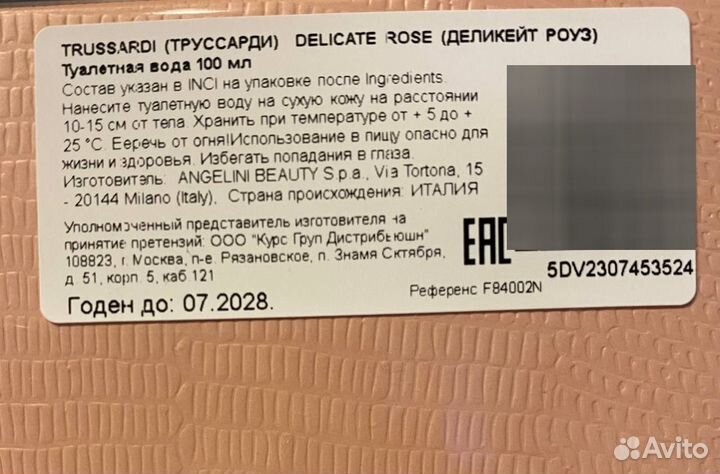 TRUSSARDI (ТРУССАРДИ) DELICATE ROSE (ДЕЛИКЕЙТ РОУЗ)
Туалетная вода 100 мл
Состав указан в INCI на упаковке после Ingredients.
Нанесите туалетную воду на сухую кожу на расстоянии
10-15 см от тела. Хранить при температуре от + 5 до +
25 °C. Беречь от огня!Использование в пищу опасно для
жизни и здоровья. Избегать попадания в глаза.
Изготовитель: ANGELINI BEAUTY S.p.a., Via Tortona, 15
- 20144 Milano (Italy), Страна происхождения: ИТАЛИЯ
Уполномоченный представитель изготовителя на
принятие претензий: ООО "Курс Груп Дистрибьюшн"
108823, г. Москва, п-е. Рязановское, п. Знамя Октября,
д. 51, корп. 5, каб 121
EAC
5DV2307453524
Годен до: 07.2028.
Референс F84002N
Avito